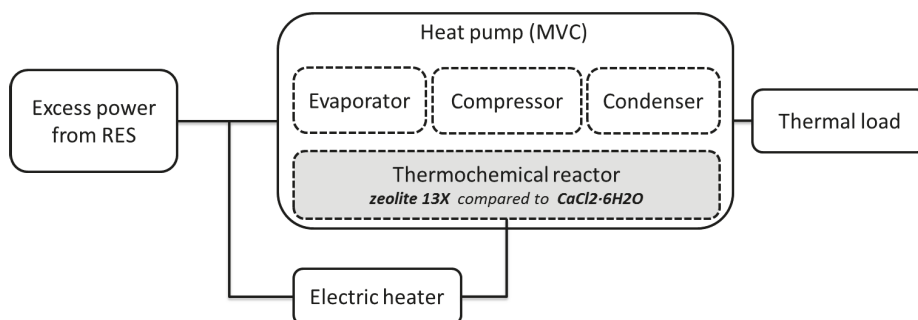 Heat pump (MVC)
Excess power
from RES
Evaporator
Compressor
Condenser
Thermal load
Thermochemical reactor
zeolite 13X compared to CaCl2·6H2O
Electric heater